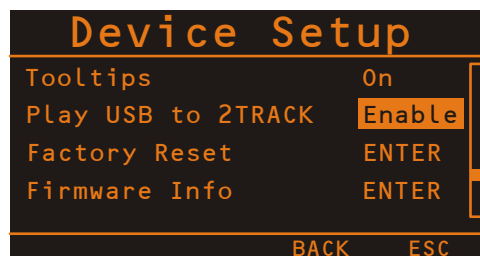 Device Setup
Tooltips On
Play USB to 2TRACK Enable
Factory Reset ENTER
Firmware Info ENTER
BACK ESC